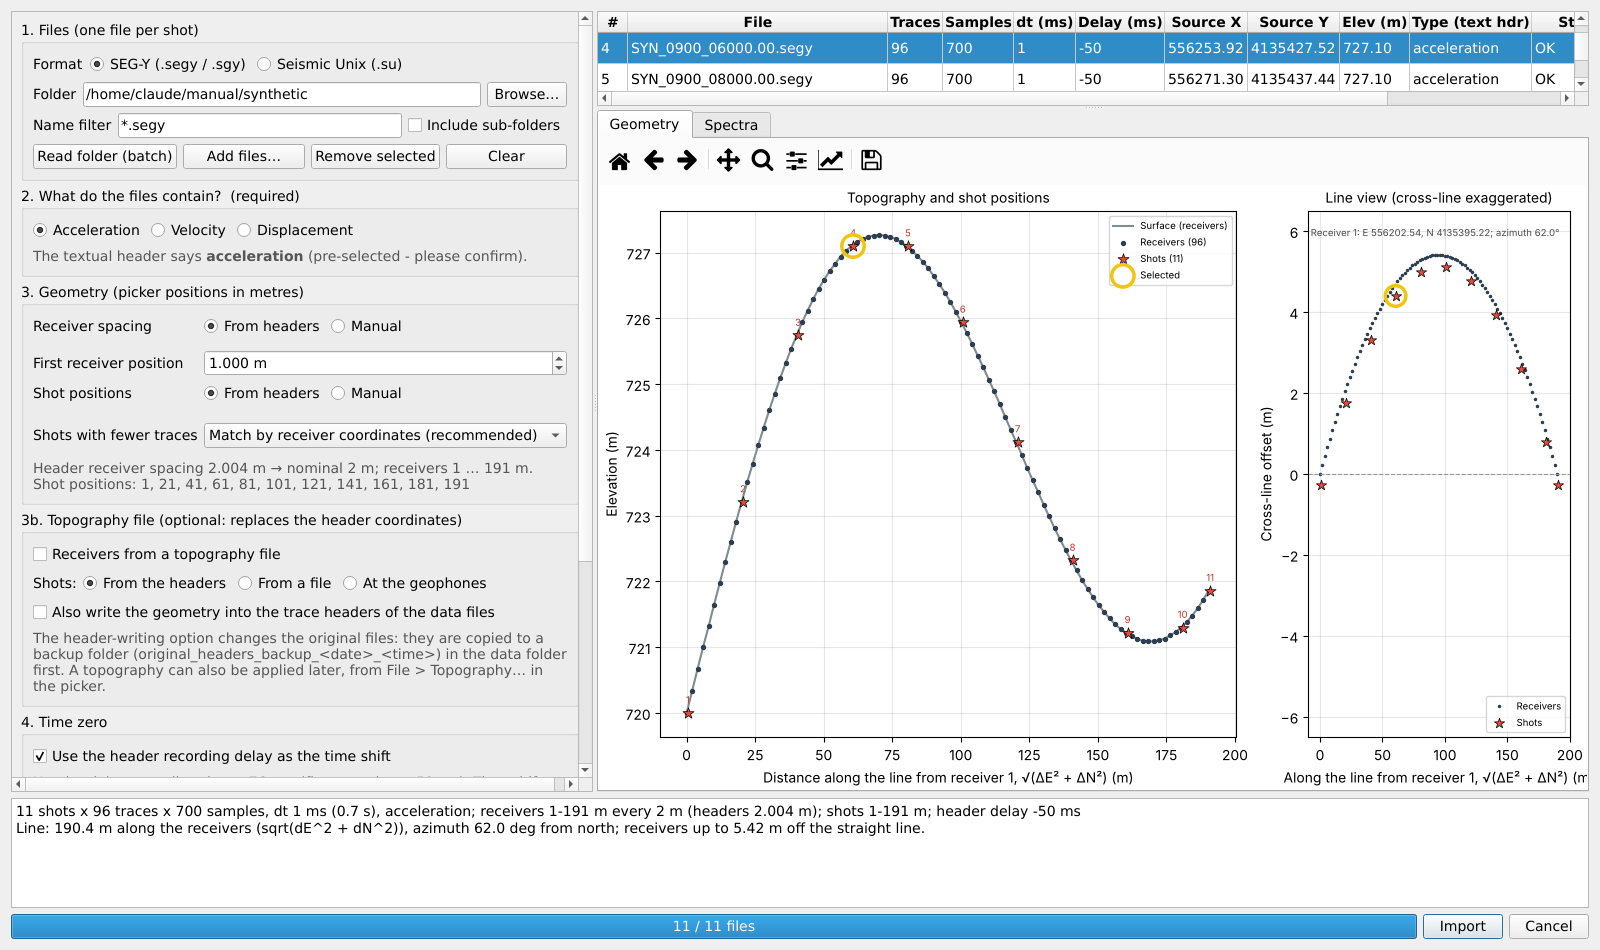 1. Files (one file per shot)
Format SEG-Y (.segy / .sgy) Seismic Unix (.su)
Folder /home/claude/manual/synthetic Browse...
Name filter *.segy Include sub-folders
Read folder (batch) Add files... Remove selected Clear
2. What do the files contain? (required)
Acceleration Velocity Displacement
The textual header says acceleration (pre-selected - please confirm).
3. Geometry (picker positions in metres)
Receiver spacing From headers Manual
First receiver position 1.000 m
Shot positions From headers Manual
Shots with fewer traces Match by receiver coordinates (recommended)
Header receiver spacing 2.004 m → nominal 2 m; receivers 1 ... 191 m.
Shot positions: 1, 21, 41, 61, 81, 101, 121, 141, 161, 181, 191
3b. Topography file (optional: replaces the header coordinates)
Receivers from a topography file
Shots: From the headers From a file At the geophones
Also write the geometry into the trace headers of the data files
The header-writing option changes the original files: they are copied to a
backup folder (original_headers_backup_<date>_<time>) in the data folder
first. A topography can also be applied later, from File > Topography... in
the picker.
4. Time zero
Use the header recording delay as the time shift
# File Traces Samples dt (ms) Delay (ms) Source X Source Y Elev (m) Type (text hdr) St
4 SYN_0900_06000.00.segy 96 700 1 -50 556253.92 4135427.52 727.10 acceleration OK
5 SYN_0900_08000.00.segy 96 700 1 -50 556271.30 4135437.44 727.10 acceleration OK
Geometry Spectra
Topography and shot positions
Surface (receivers)
Receivers (96)
Shots (11)
Selected
Elevation (m)
727
726
725
724
723
722
721
720
1
2
3
4
5
6
7
8
9
10
11
0 25 50 75 100 125 150 175 200
Distance along the line from receiver 1, √(ΔE² + ΔN²) (m)
Line view (cross-line exaggerated)
Receiver 1: E 556202.54, N 4135395.22; azimuth 62.0°
Cross-line offset (m)
6
4
2
0
−2
−4
−6
Receivers
Shots
0 50 100 150 200
Along the line from receiver 1, √(ΔE² + ΔN²) (m
11 shots x 96 traces x 700 samples, dt 1 ms (0.7 s), acceleration; receivers 1-191 m every 2 m (headers 2.004 m); shots 1-191 m; header delay -50 ms
Line: 190.4 m along the receivers (sqrt(dE^2 + dN^2)), azimuth 62.0 deg from north; receivers up to 5.42 m off the straight line.
11 / 11 files
Import Cancel